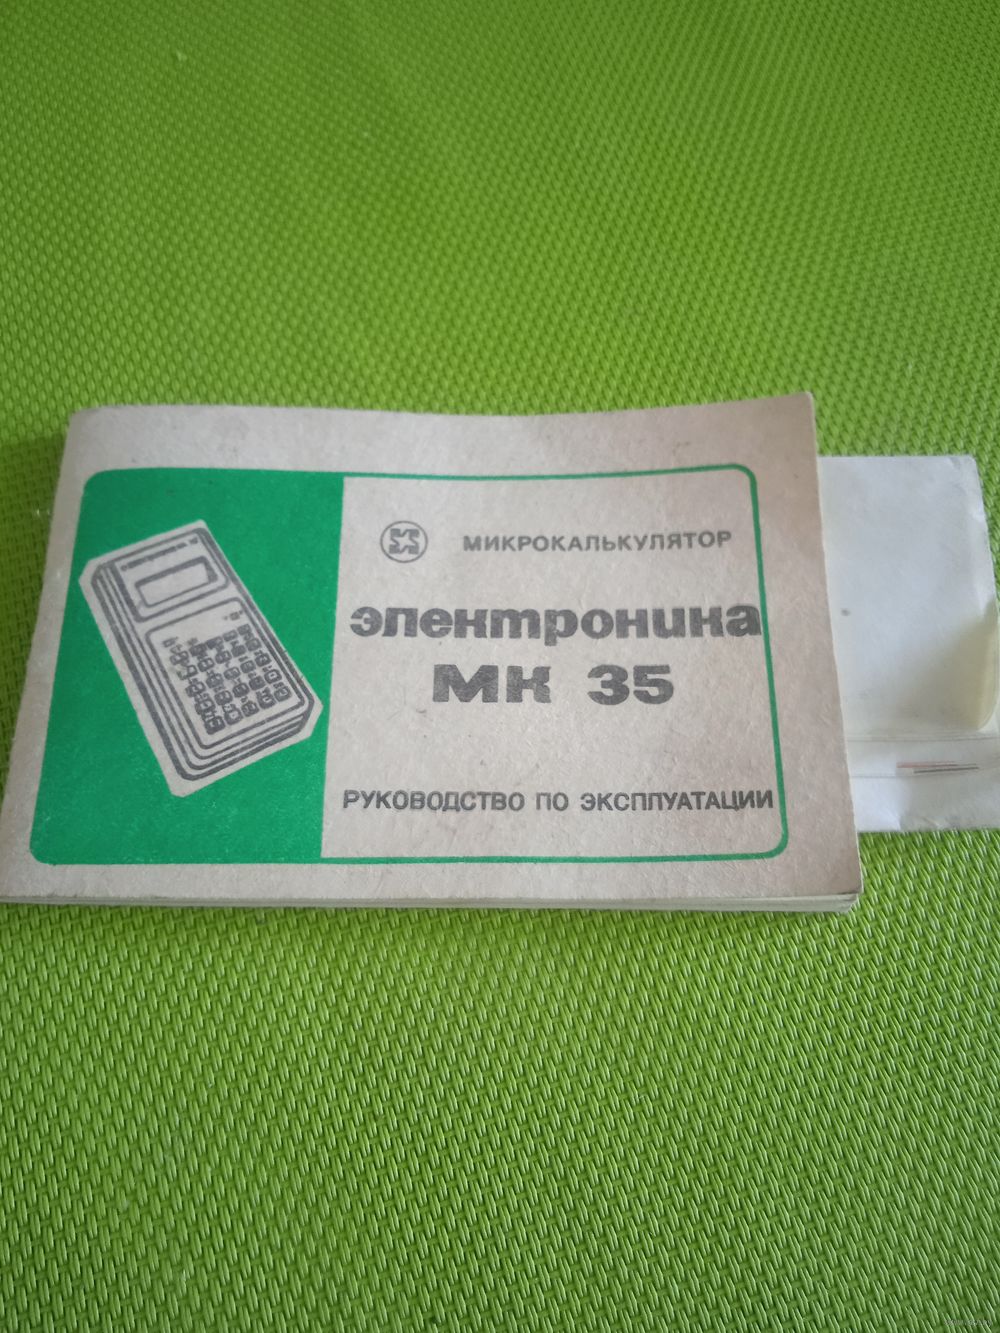 МИКРОКАЛЬКУЛЯТОР
электроника
МК 35
РУКОВОДСТВО ПО ЭКСПЛУАТАЦИИ